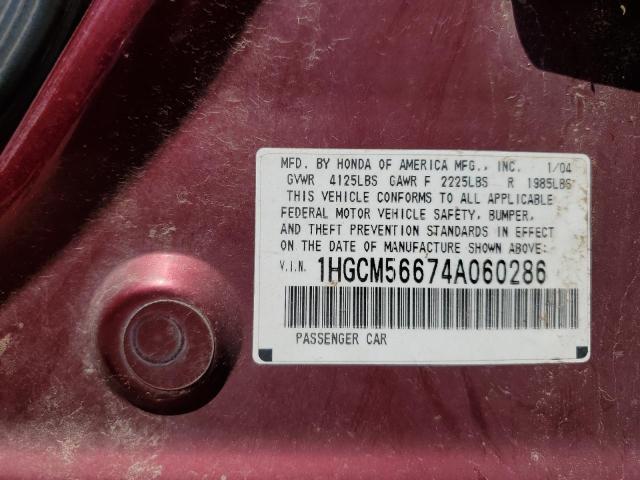 MFD. BY HONDA OF AMERICA MFG., INC. 1/04
GVWR 4125LBS GAWR F 2225LBS R 1985LBS
THIS VEHICLE CONFORMS TO ALL APPLICABLE
FEDERAL MOTOR VEHICLE SAFETY, BUMPER,
AND THEFT PREVENTION STANDARDS IN EFFECT
ON THE DATE OF MANUFACTURE SHOWN ABOVE:
V.I.N. 1HGCM56674A060286
PASSENGER CAR